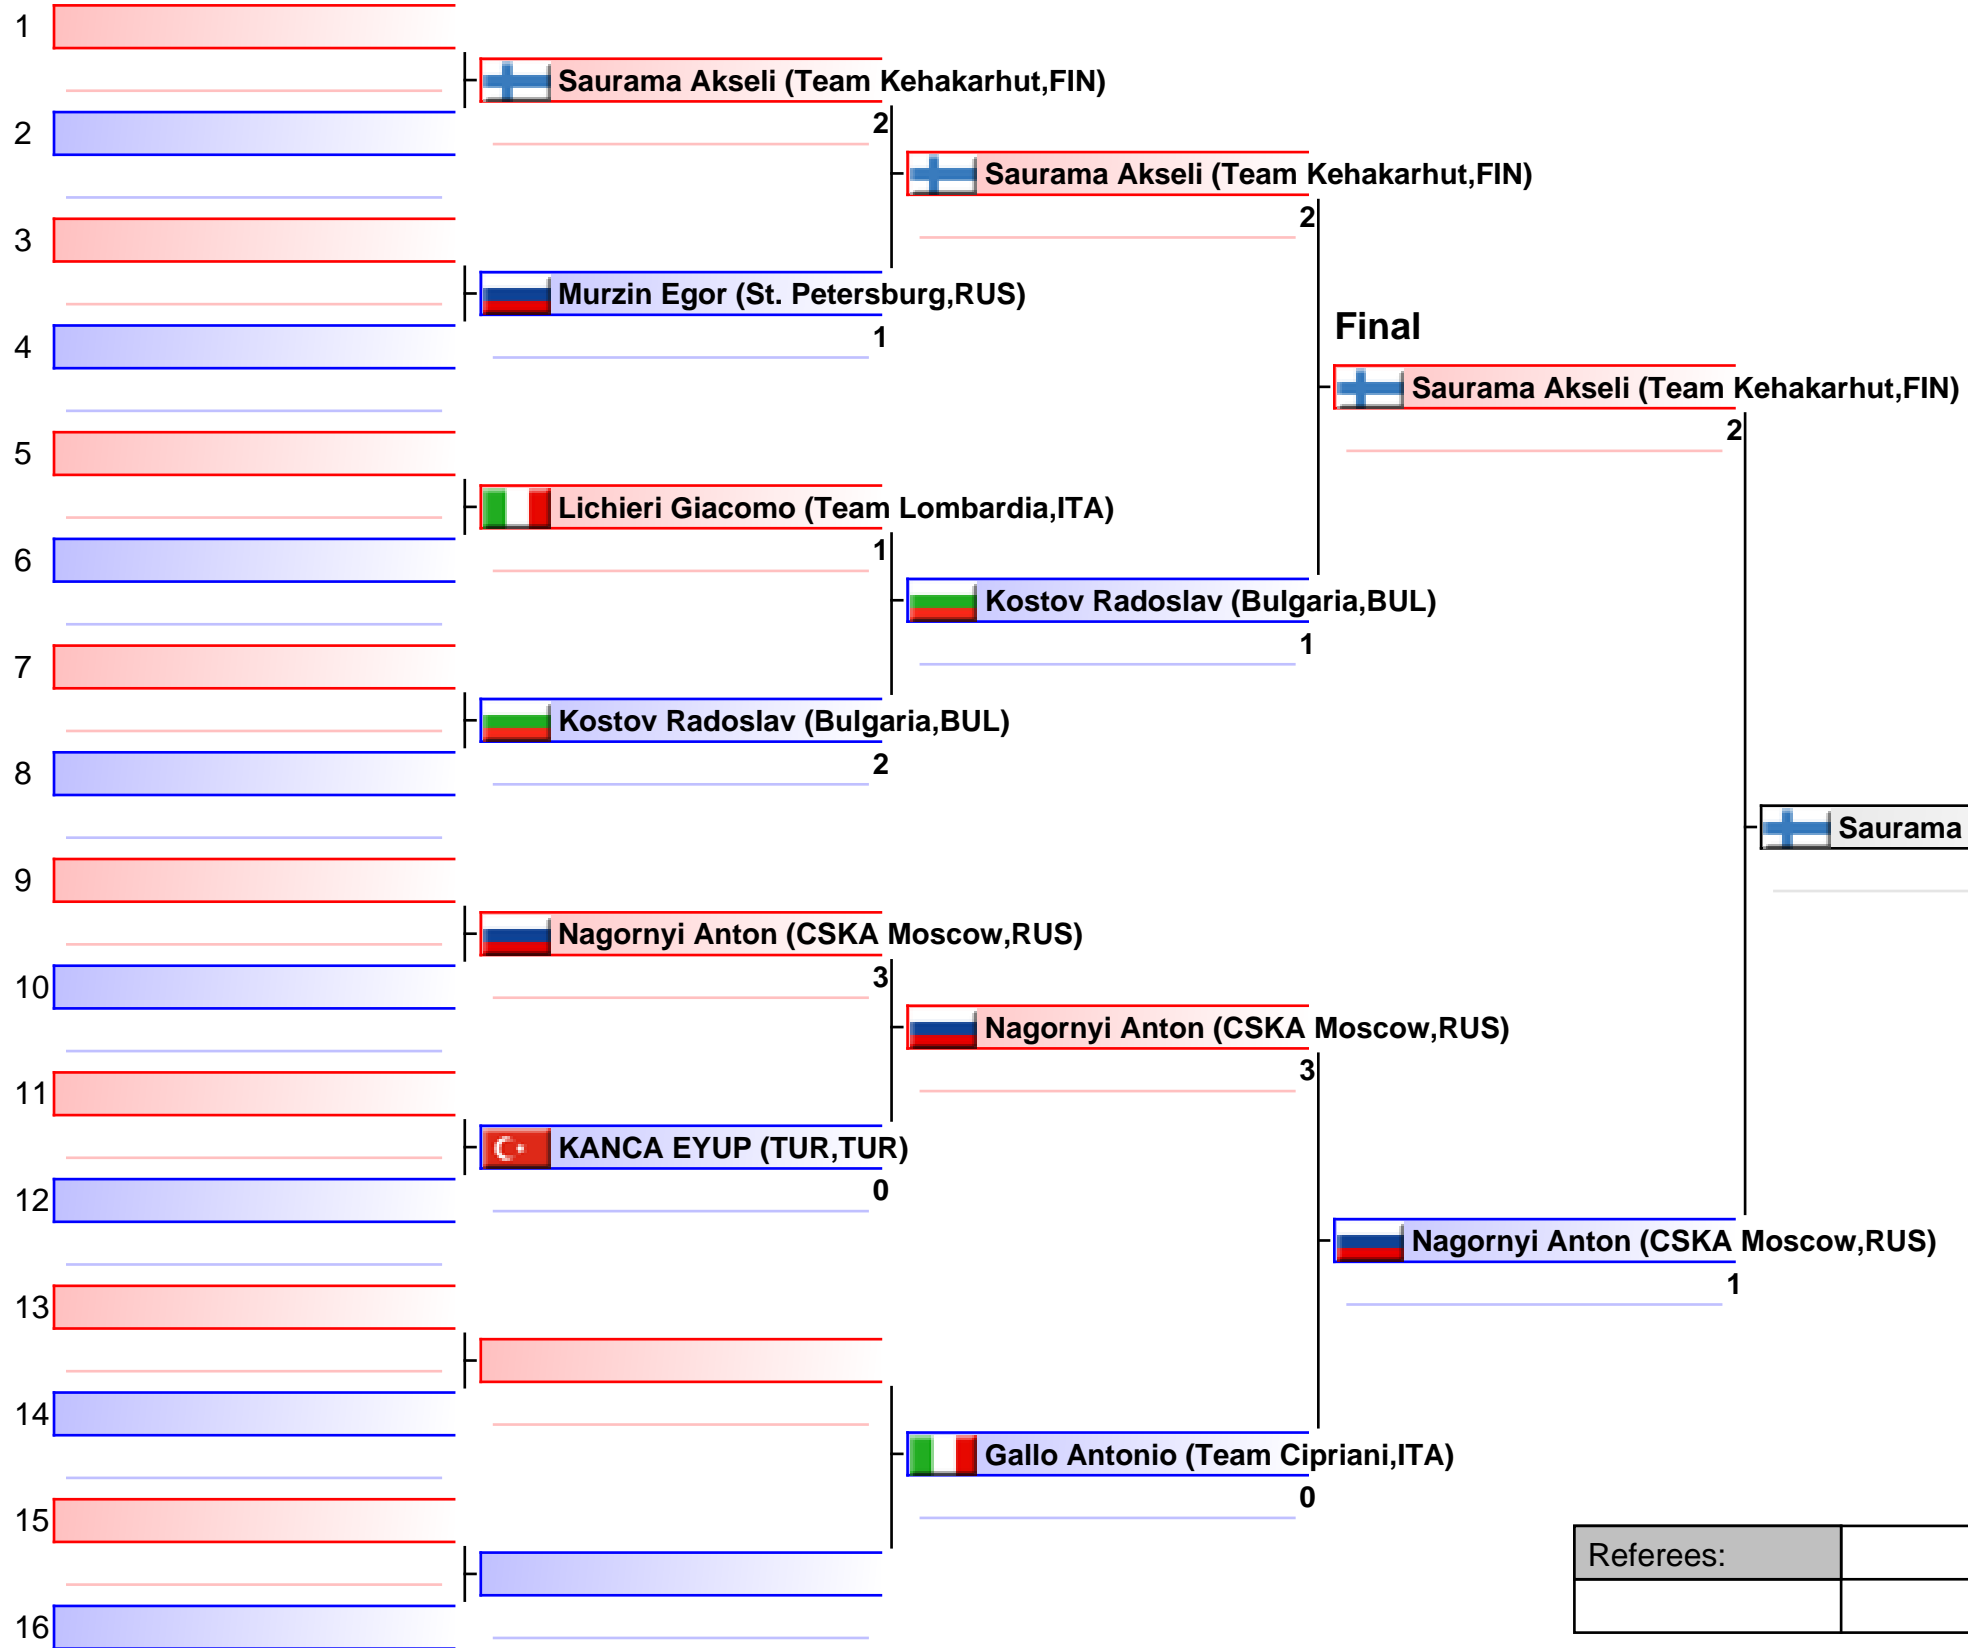 1
Saurama Akseli (Team Kehakarhut,FIN)
2
2
Saurama Akseli (Team Kehakarhut,FIN)
2
3
Murzin Egor (St. Petersburg,RUS)
1
4
Final
Saurama Akseli (Team Kehakarhut,FIN)
2
5
Lichieri Giacomo (Team Lombardia,ITA)
1
6
Kostov Radoslav (Bulgaria,BUL)
1
7
Kostov Radoslav (Bulgaria,BUL)
2
8
Saurama
9
Nagornyi Anton (CSKA Moscow,RUS)
3
10
Nagornyi Anton (CSKA Moscow,RUS)
3
11
KANCA EYUP (TUR,TUR)
0
12
Nagornyi Anton (CSKA Moscow,RUS)
1
13
14
Gallo Antonio (Team Cipriani,ITA)
0
15
Referees:
16